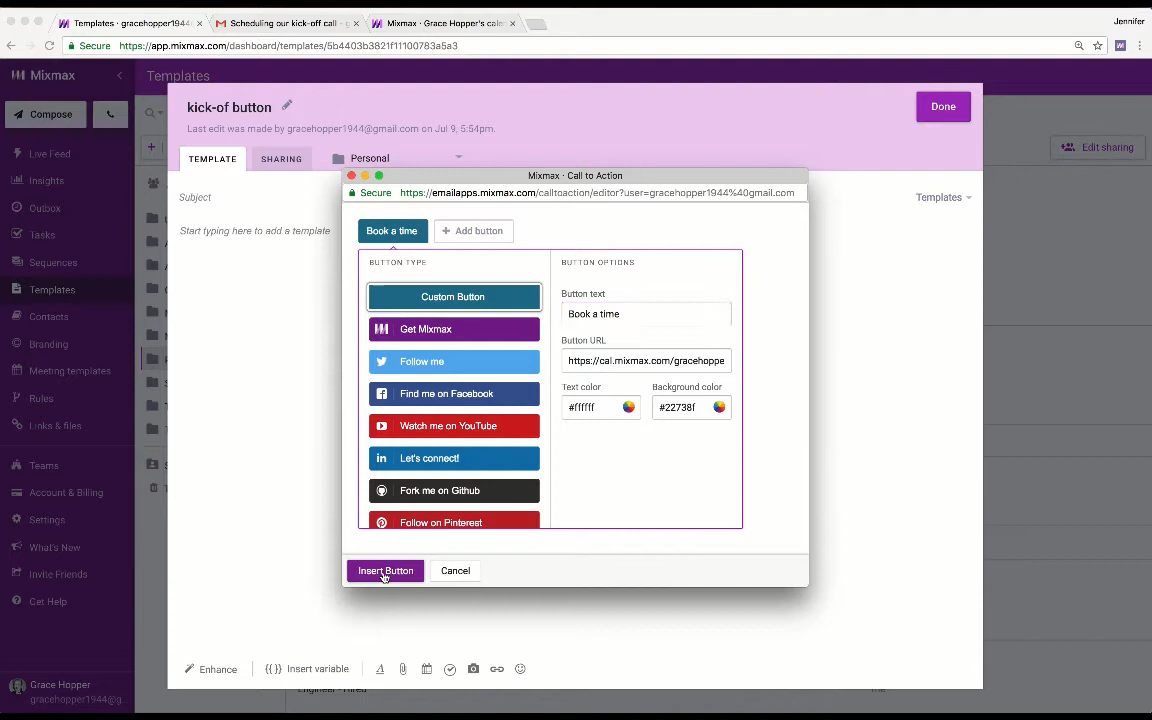 Jennifer
Templates · gracehopper1944 ×
Scheduling our kick-off call - g ×
Mixmax · Grace Hopper's cale ×
Secure https://app.mixmax.com/dashboard/templates/5b4403b3821f11100783a5a3
Mixmax
Templates
Compose
Live Feed
Insights
Outbox
Tasks
Sequences
Templates
Contacts
Branding
Meeting templates
Rules
Links & files
Teams
Account & Billing
Settings
What's New
Invite Friends
Get Help
Grace Hopper
gracehopper1944@g...
kick-of button
Done
Last edit was made by gracehopper1944@gmail.com on Jul 9, 5:54pm.
TEMPLATE
SHARING
Personal
Edit sharing
Subject
Templates
Start typing here to add a template
Mixmax · Call to Action
Secure https://emailapps.mixmax.com/calltoaction/editor?user=gracehopper1944%40gmail.com
Book a time
+ Add button
BUTTON TYPE
Custom Button
Get Mixmax
Follow me
Find me on Facebook
Watch me on YouTube
Let's connect!
Fork me on Github
Follow on Pinterest
BUTTON OPTIONS
Button text
Book a time
Button URL
https://cal.mixmax.com/gracehoppe
Text color
Background color
#ffffff
#22738f
Insert Button
Cancel
Enhance
{{ }} Insert variable
Engineer - Hired